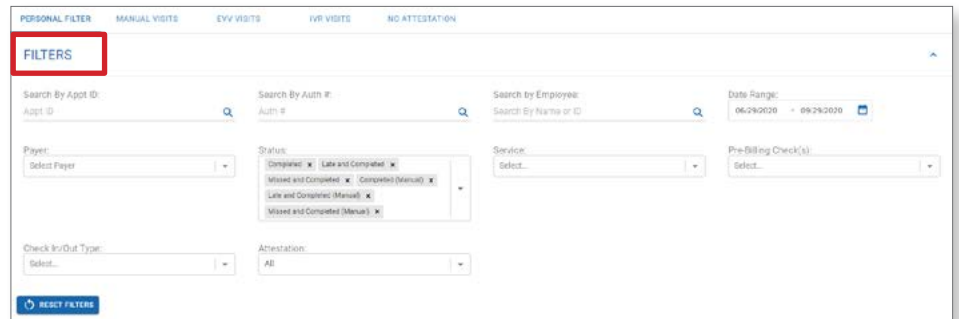 PERSONAL FILTER MANUAL VISITS EVV VISITS IVR VISITS NO ATTESTATION
FILTERS
Search By Appt ID: Search By Auth #: Search by Employee: Date Range:
Appt ID Auth # Search By Name or ID 06/29/2020 - 09/29/2020
Payer: Status: Service: Pre-Billing Check(s):
Select Payer Completed x Late and Completed x Select... Select...
Missed and Completed x Completed (Manual) x
Late and Completed (Manual) x
Missed and Completed (Manual) x
Check In/Out Type: Attestation:
Select... All
RESET FILTERS